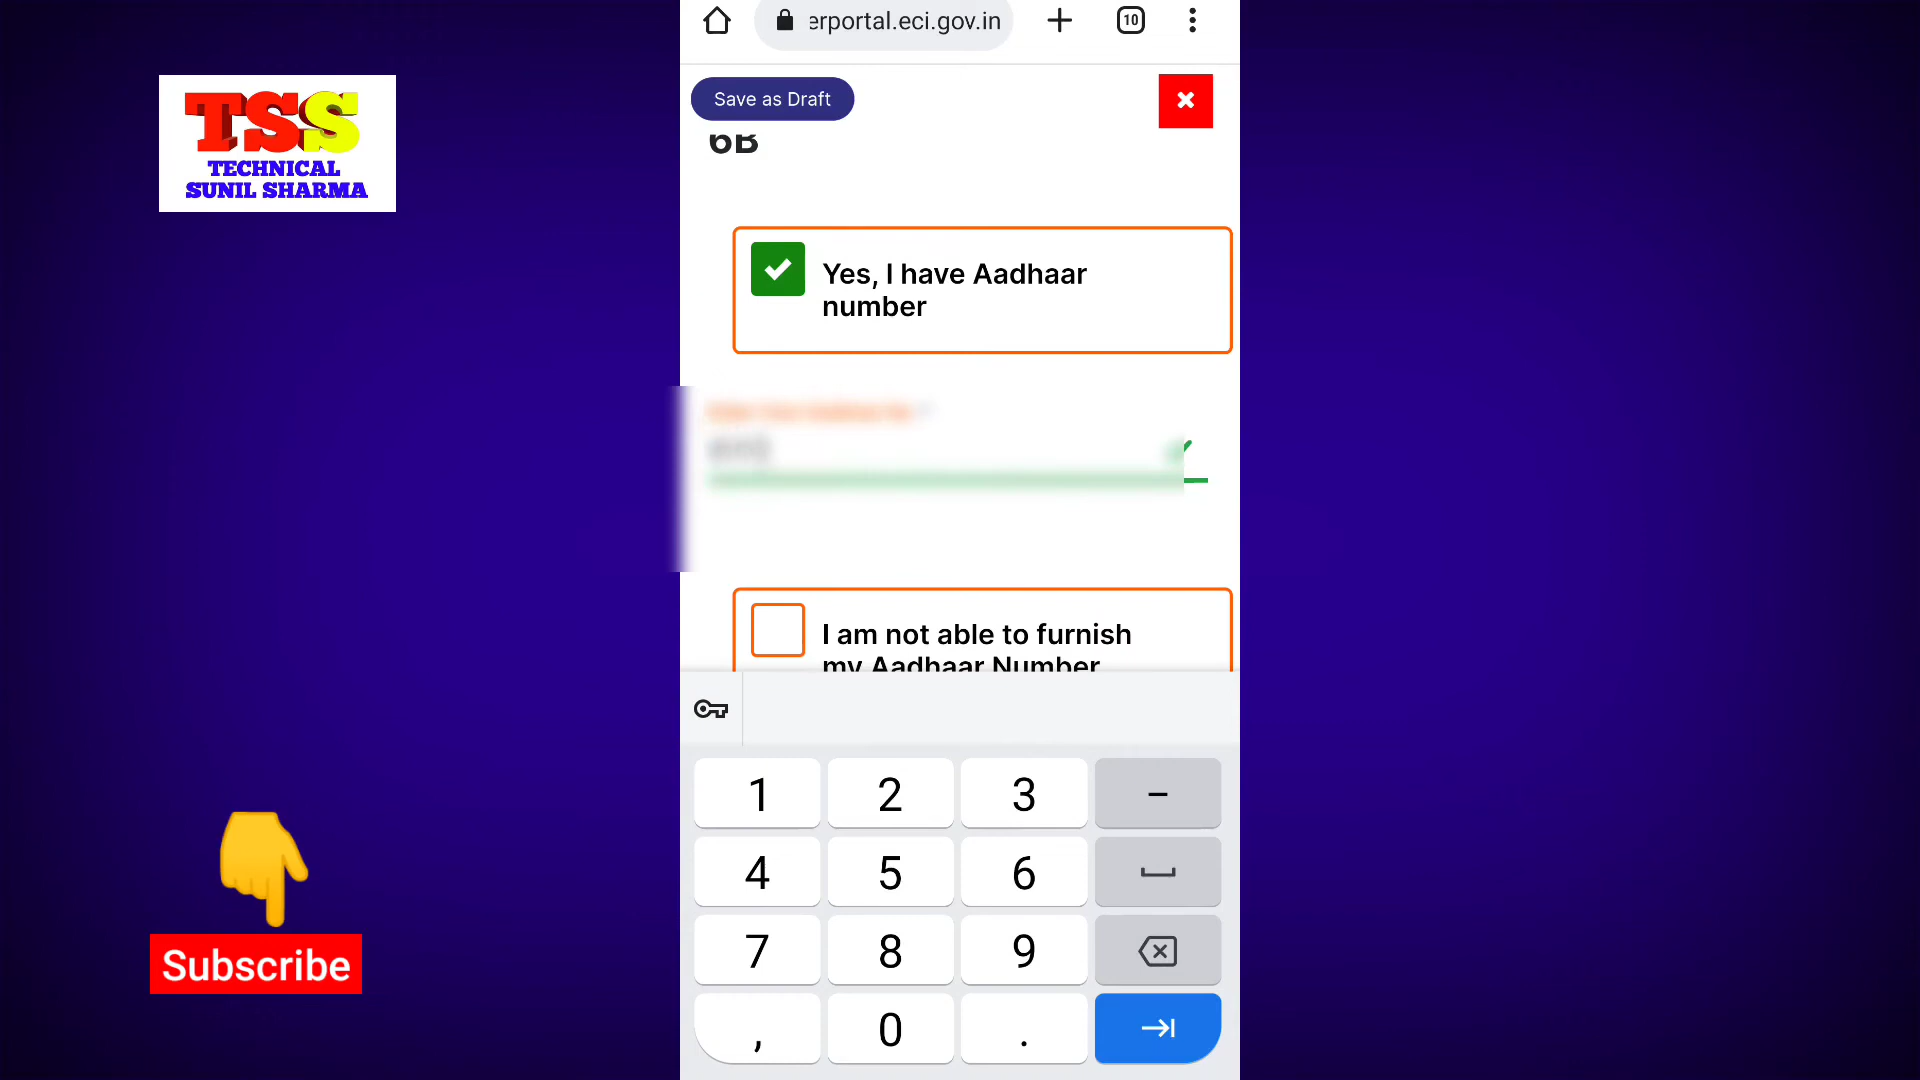 erportal.eci.gov.in
10
Save as Draft
TSS
TECHNICAL
SUNIL SHARMA
6B
Yes, I have Aadhaar
number
I am not able to furnish
my Aadhaar Number
1 2 3 -
4 5 6
7 8 9
, 0 .
Subscribe